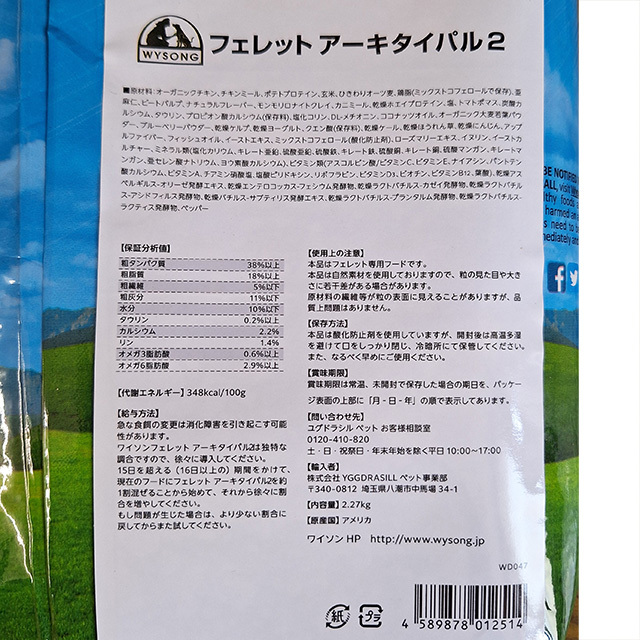 WYSONG
フェレット アーキタイパル2
■原材料:オーガニックチキン、チキンミール、ポテトプロテイン、玄米、ひきわりオーツ麦、鶏脂(ミックストコフェロールで保存)、亜
麻仁、ビートパルプ、ナチュラルフレーバー、モンモリロナイトクレイ、カニミール、乾燥ホエイプロテイン、塩、トマトポマス、炭酸カ
ルシウム、タウリン、プロピオン酸カルシウム(保存料)、塩化コリン、DLメチオニン、ココナッツオイル、オーガニック大麦若葉パウ
ダー、ブルーベリーパウダー、乾燥ケルプ、乾燥ヨーグルト、クエン酸(保存料)、乾燥ケール、乾燥ほうれん草、乾燥にんじん、アップ
ルファイバー、フィッシュオイル、イーストエキス、ミックストコフェロール(酸化防止剤)、ローズマリーエキス、イヌリン、イーストカ
ルチャー、ミネラル類(塩化カリウム、キレート亜鉛、硫酸亜鉛、硫酸鉄、キレート鉄、硫酸銅、キレート銅、硫酸マンガン、キレートマ
ンガン、亜セレン酸ナトリウム、ヨウ素酸カルシウム)、ビタミン類(アスコルビン酸/ビタミンC、ビタミンE、ナイアシン、パントテン
酸カルシウム、ビタミンA、チアミン硝酸塩、塩酸ピリドキシン、リボフラビン、ビタミンD3、ビオチン、ビタミンB12、葉酸)、乾燥ア
スペルギルス-オリーゼ発酵エキス、乾燥エンテロコッカス-フェシウム発酵物、乾燥ラクトバチルス-カゼイ発酵物、乾燥ラクトバチル
ス-アシドフィルス発酵物、乾燥バチルス-サブティリス発酵エキス、乾燥ラクトバチルス-プランタルム発酵物、乾燥ラクトバチルス-
ラクティス発酵物、ペッパー
【保証分析値】
粗タンパク質 38%以上
粗脂肪質 18%以上
粗繊維 5%以下
粗灰分 11%以下
水分 10%以下
タウリン 0.2%以上
カルシウム 2.2%
リン 1.4%
オメガ3脂肪酸 0.6%以上
オメガ6脂肪酸 2.9%以上
【代謝エネルギー】348kcal/100g
【給与方法】
急な食餌の変更は消化障害を引き起こす可能
性があります。
ワイソンフェレット アーキタイパル2は独特な
調合ですので、徐々に導入してください。
15日を超える(16日以上の)期間をかけて、
現在のフードにフェレット アーキタイパル2を約
1割混ぜることから始めて、それから徐々に割
合を増やしてください。
もし問題が生じた場合は、より少ない割合に
戻してからまた試してください。
【使用上の注意】
本品はフェレット専用フードです。
本品は自然素材を使用しておりますので、粒の見た目や大き
さに若干差がある場合があります。
原材料の繊維等が粒の表面に見えることがありますが、品
質上問題はありません。
【保存方法】
本品は酸化防止剤を使用していますが、開封後は高温多湿
を避けて口をしっかり閉じ、冷暗所にて保管してください。
また、なるべく早めにご使用ください。
【賞味期限】
賞味期限は常温、未開封で保存した場合の期日を、パッケー
ジ表面の上部に「月-日-年」の順で表示してあります。
【問い合わせ先】
ユグドラシル ペット お客様相談室
0120-410-820
土・日・祝祭日・年末年始を除く平日 10:00~17:00
【輸入者】
株式会社 YGGDRASILL ペット事業部
〒340-0812 埼玉県八潮市中馬場 34-1
【内容量】2.27kg
【原産国】アメリカ
ワイソン HP http://www.wysong.jp
WD047
紙 プラ
4 589878 012514
BE NOTIFIED
ALL, visit
thy foods
harmed an
need to b
pediately and